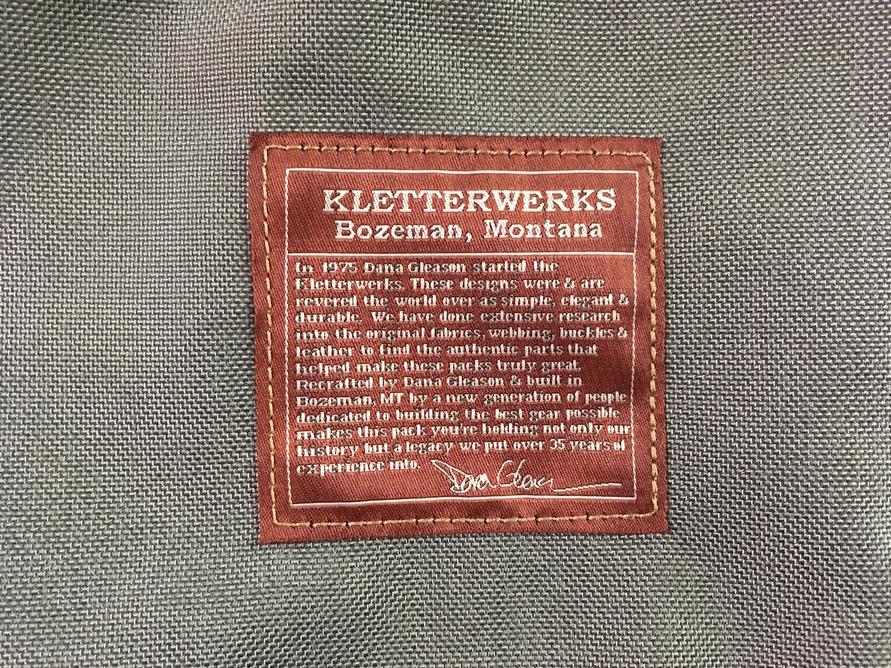 KLETTERWERKS
Bozeman, Montana
In 1975 Dana Gleason started the
Kletterwerks. These designs were & are
revered the world over as simple, elegant &
durable. We have done extensive research
into the original fabrics, webbing, buckles &
leather to find the authentic parts that
helped make these packs truly great.
Recrafted by Dana Gleason & built in
Bozeman, MT by a new generation of people
dedicated to building the best gear possible
makes this pack you're holding not only our
history but a legacy we put over 35 years of
experience into.
Dana Gleason